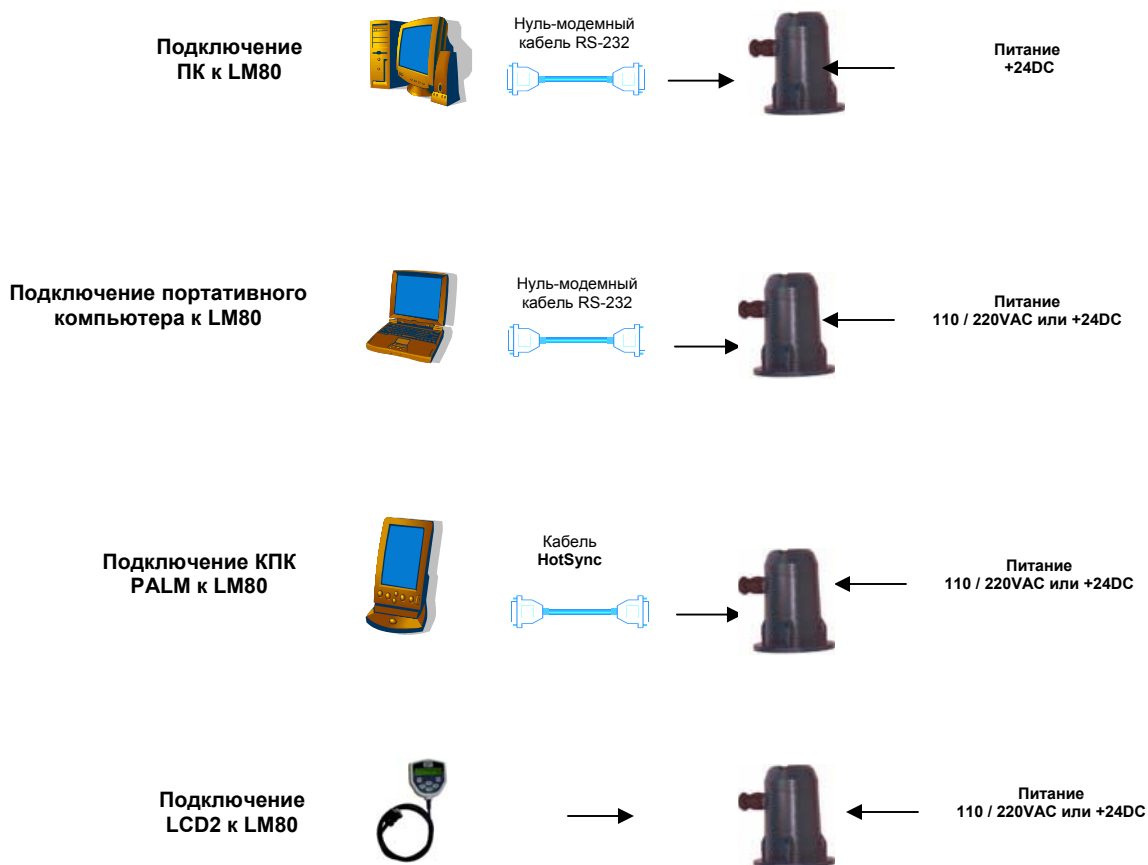 Подключение
ПК к LM80
Нуль-модемный
кабель RS-232
Питание
+24DC
Подключение портативного
компьютера к LM80
Нуль-модемный
кабель RS-232
Питание
110 / 220VAC или +24DC
Подключение КПК
PALM к LM80
Кабель
HotSync
Питание
110 / 220VAC или +24DC
Подключение
LCD2 к LM80
Питание
110 / 220VAC или +24DC